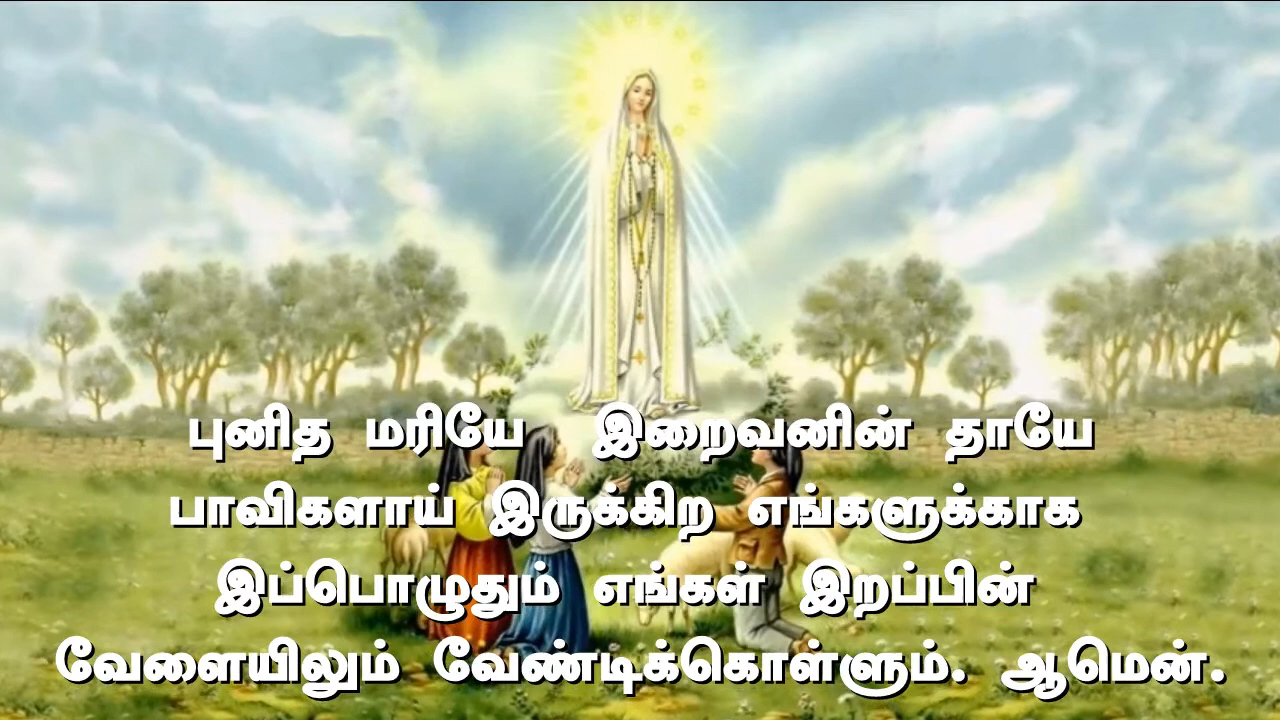 புனித மரியே இறைவனின் தாயே
பாவிகளாய் இருக்கிற எங்களுக்காக
இப்பொழுதும் எங்கள் இறப்பின்
வேளையிலும் வேண்டிக்கொள்ளும். ஆமென்.